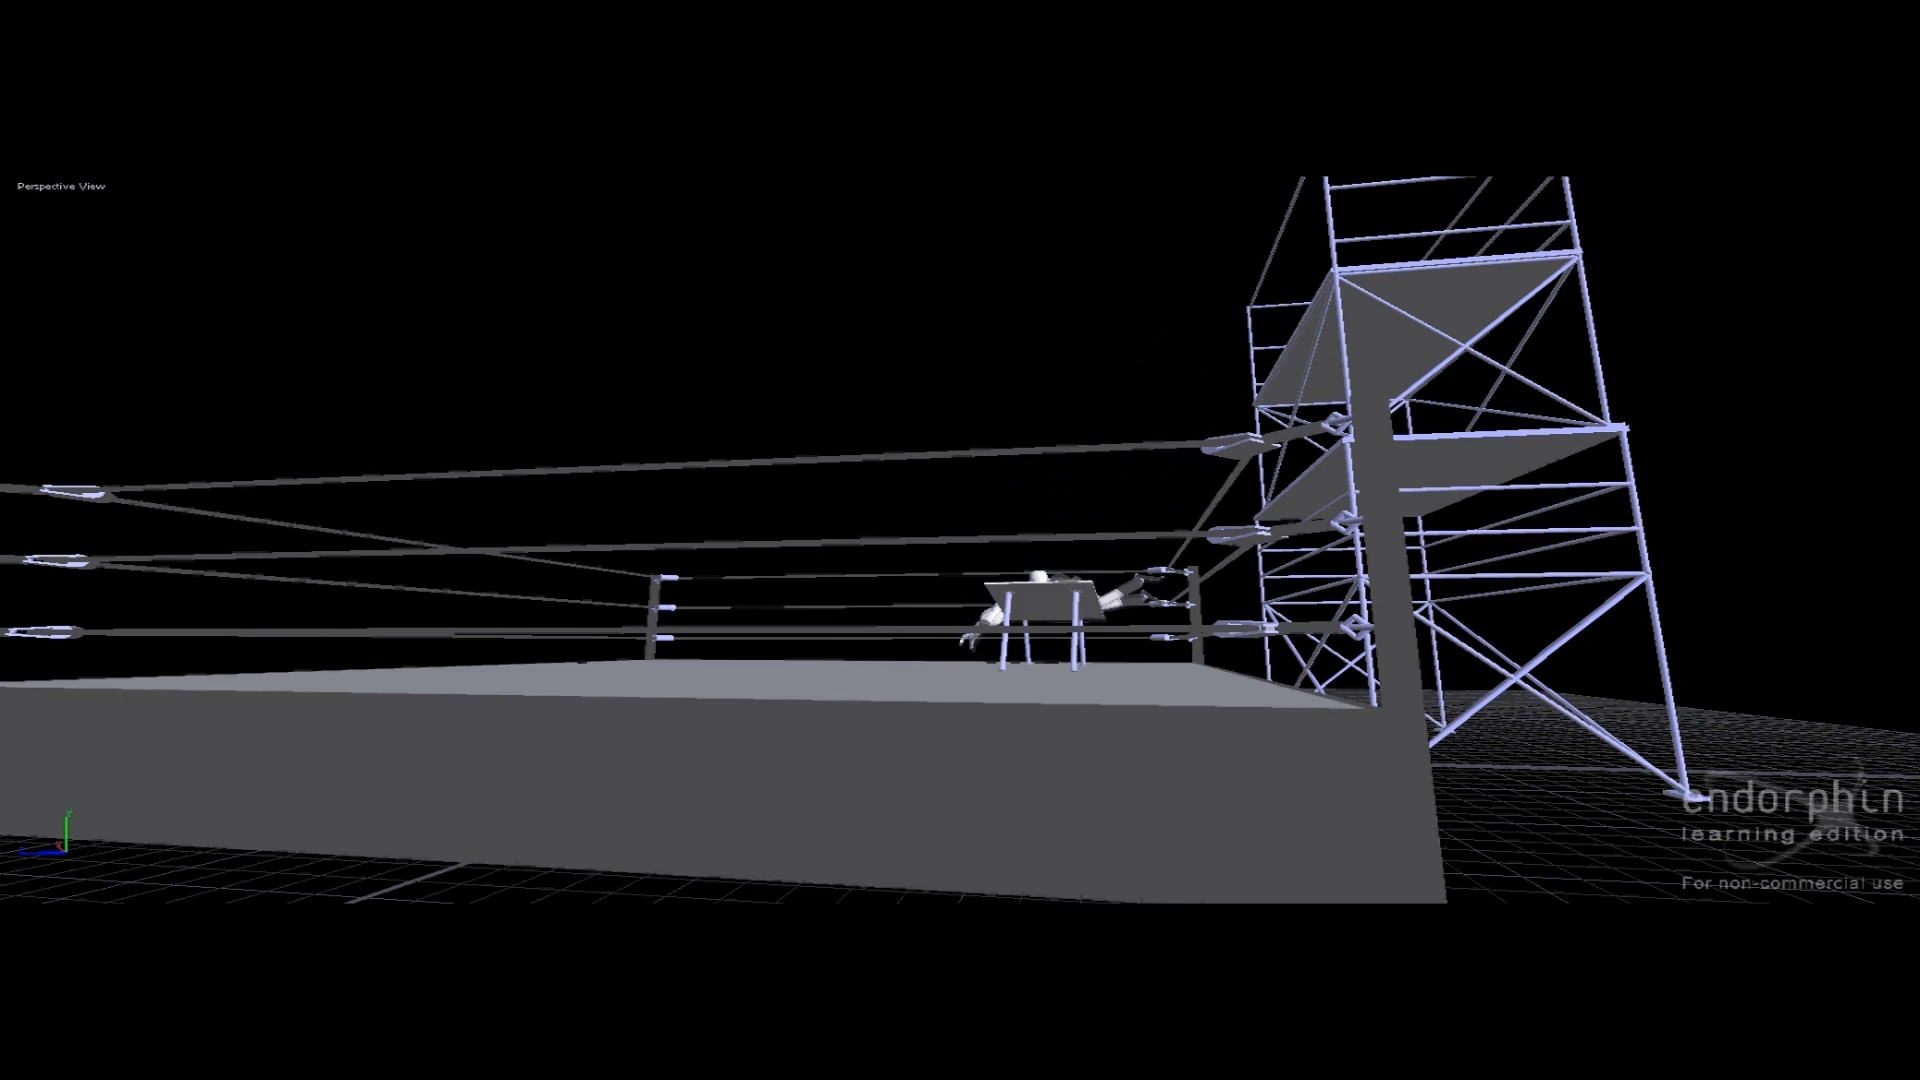 Perspective View
endorphin
learning edition
For non-commercial use